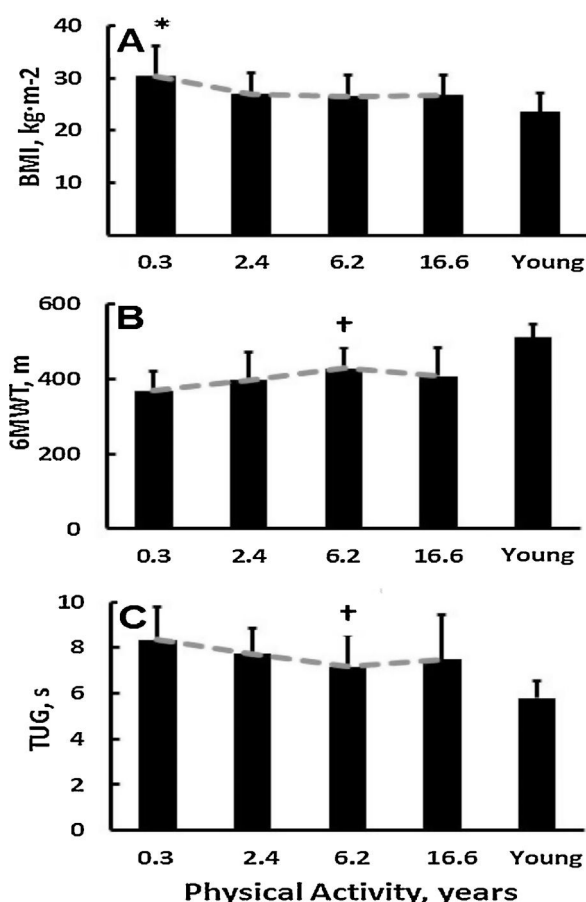 A
*
BMI, kg·m-2
40
30
20
10
0.3 2.4 6.2 16.6 Young
B
+
6MWT, m
600
400
200
0
0.3 2.4 6.2 16.6 Young
C
+
TUG, s
10
8
6
4
2
0
0.3 2.4 6.2 16.6 Young
Physical Activity, years